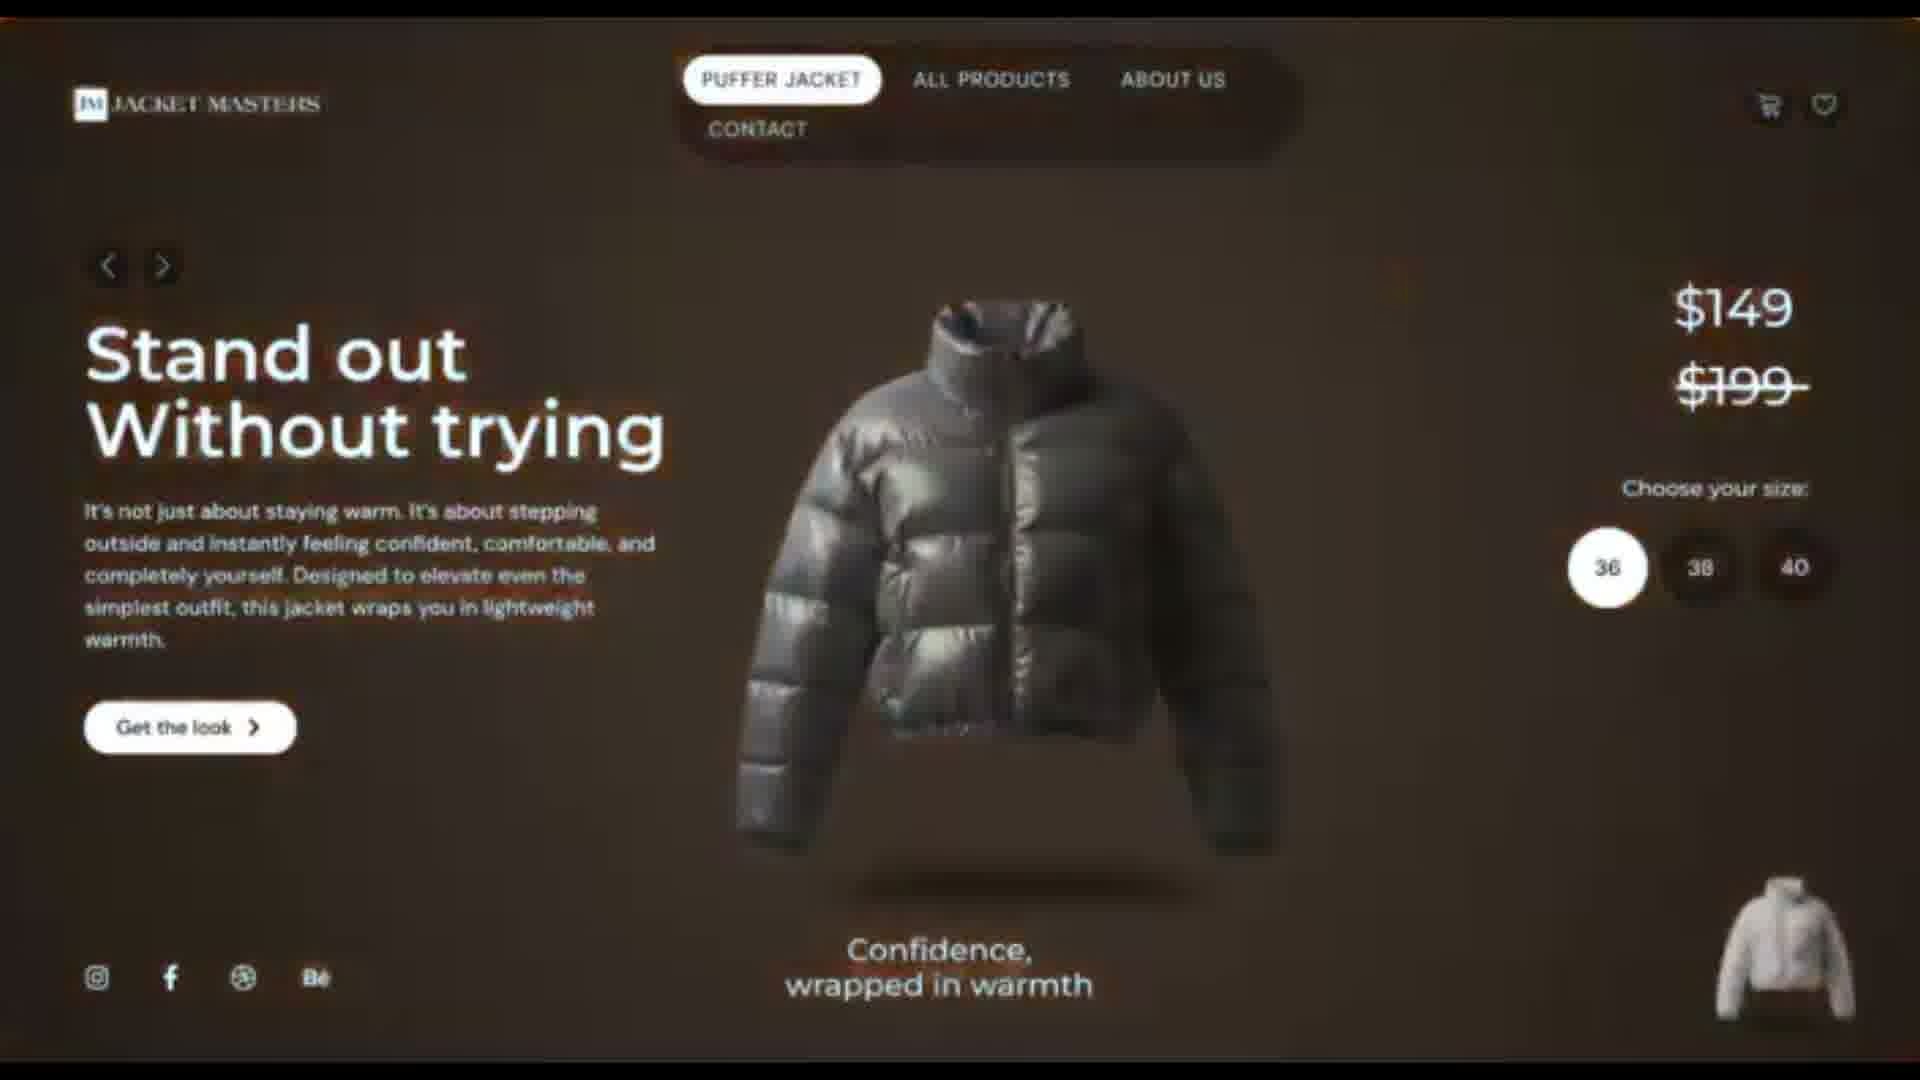 JM JACKET MASTERS
PUFFER JACKET ALL PRODUCTS ABOUT US
CONTACT
Stand out
Without trying
It's not just about staying warm. It's about stepping
outside and instantly feeling confident, comfortable, and
completely yourself. Designed to elevate even the
simplest outfit, this jacket wraps you in lightweight
warmth.
Get the look
$149
$199
Choose your size:
36 38 40
Confidence,
wrapped in warmth
Bē